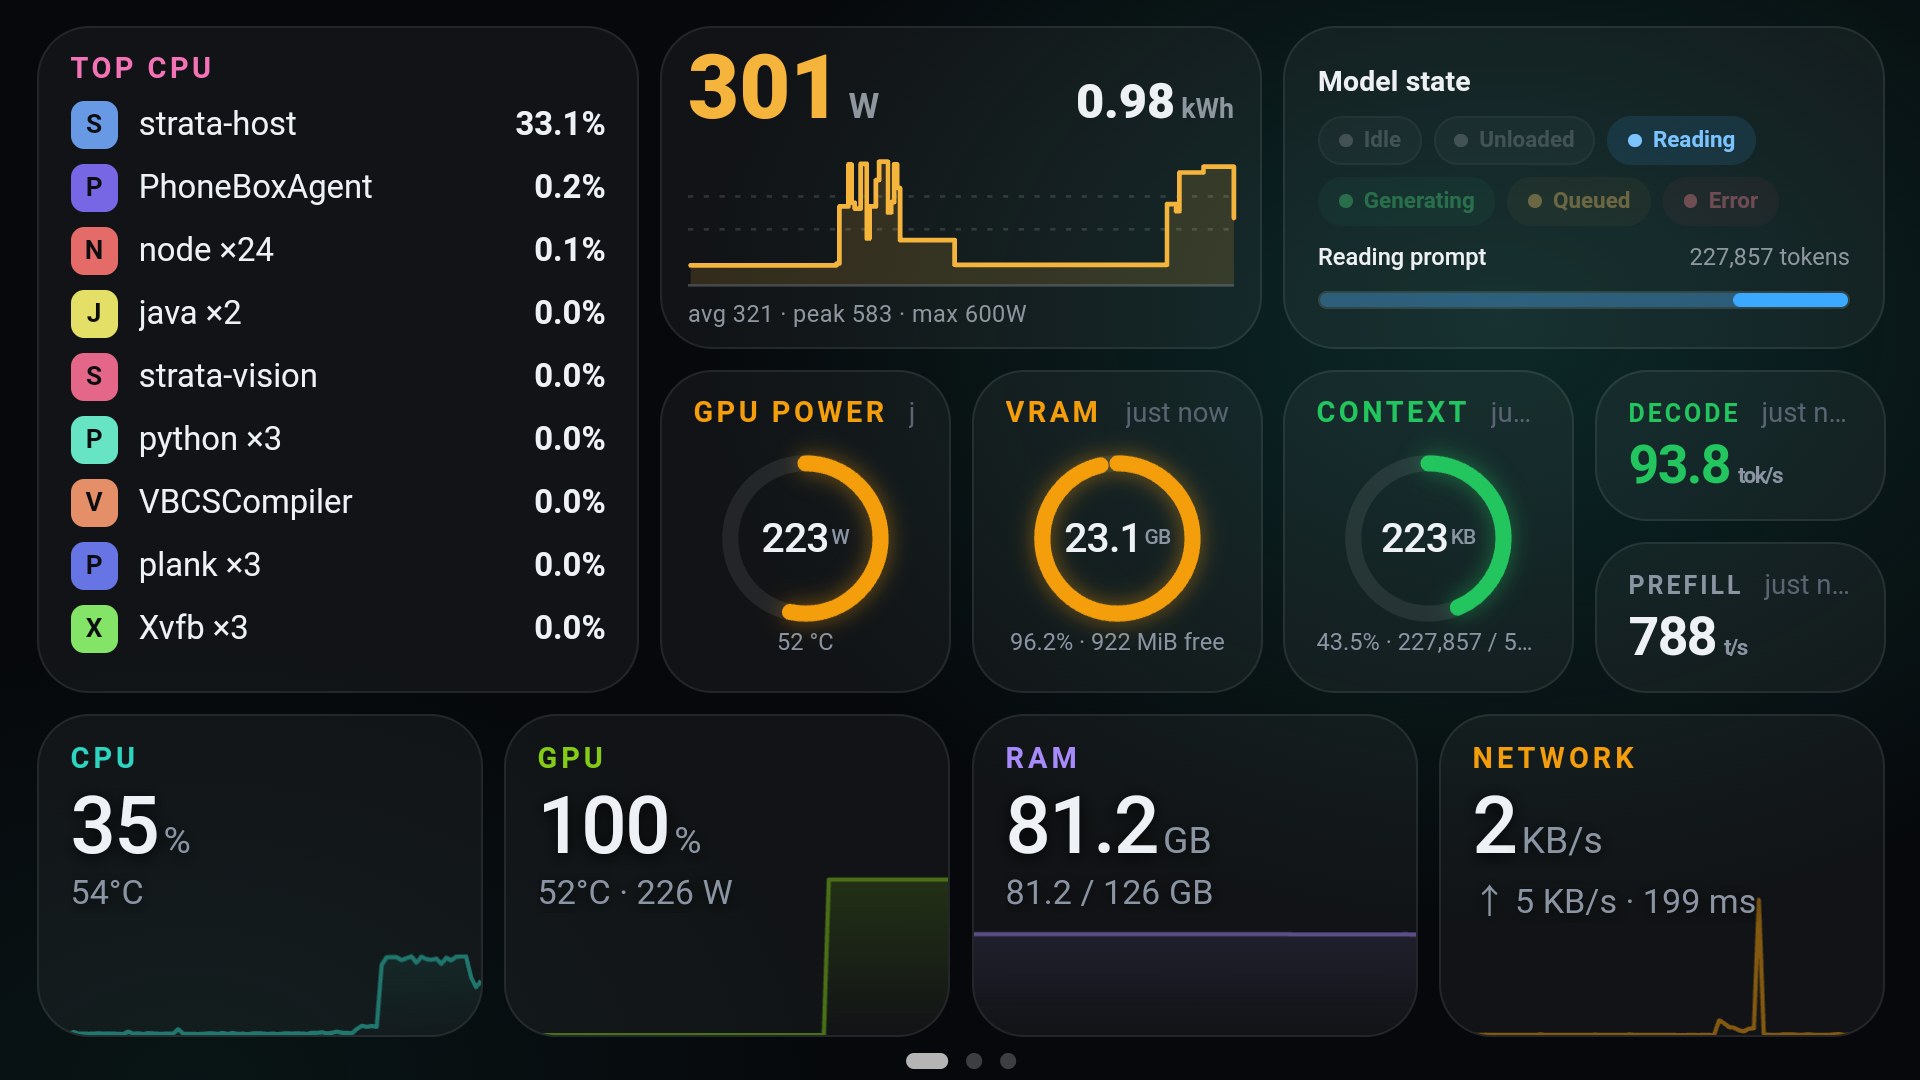 TOP CPU
S strata-host 33.1%
P PhoneBoxAgent 0.2%
N node ×24 0.1%
J java ×2 0.0%
S strata-vision 0.0%
P python ×3 0.0%
V VBCSCompiler 0.0%
P plank ×3 0.0%
X Xvfb ×3 0.0%
301 W 0.98 kWh
avg 321 · peak 583 · max 600W
Model state
Idle Unloaded Reading
Generating Queued Error
Reading prompt 227,857 tokens
GPU POWER j
223 W
52 °C
VRAM just now
23.1 GB
96.2% · 922 MiB free
CONTEXT ju...
223 KB
43.5% · 227,857 / 5...
DECODE just n...
93.8 tok/s
PREFILL just n...
788 t/s
CPU
35 %
54°C
GPU
100 %
52°C · 226 W
RAM
81.2 GB
81.2 / 126 GB
NETWORK
2 KB/s
↑ 5 KB/s · 199 ms